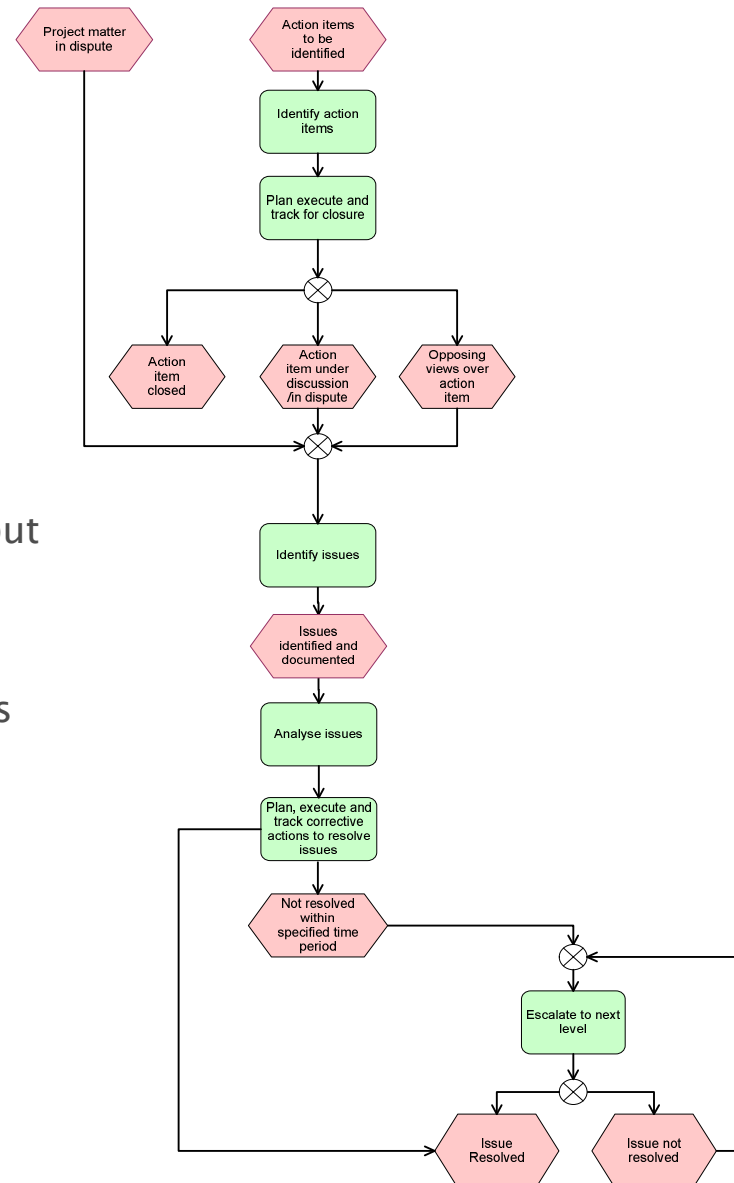 Project matter
in dispute
Action items
to be
identified
Identify action
items
Plan execute and
track for closure
Action
item
closed
Action
item under
discussion
/in dispute
Opposing
views over
action
item
Identify issues
Issues
identified and
documented
Analyse issues
Plan, execute and
track corrective
actions to resolve
issues
Not resolved
within
specified time
period
Escalate to next
level
Issue
Resolved
Issue not
resolved